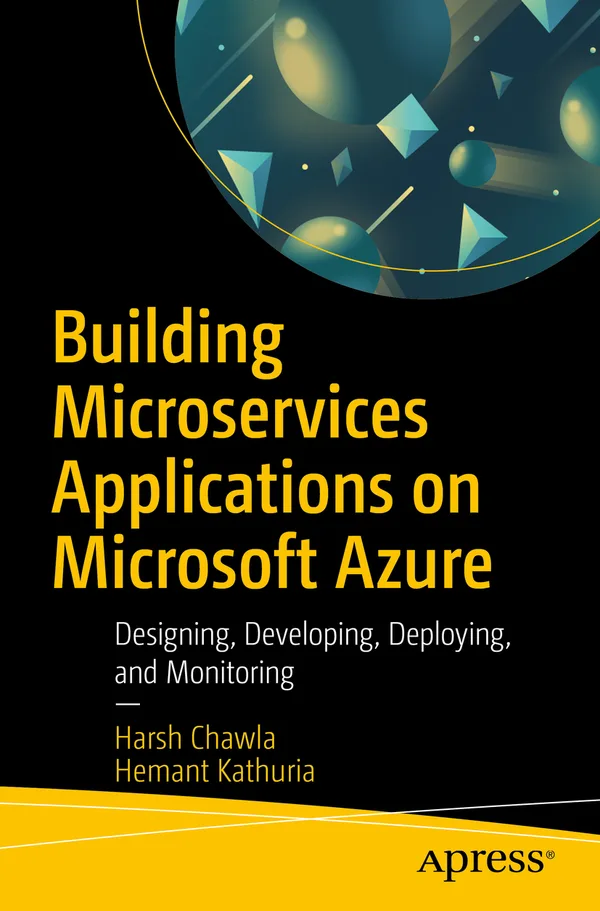 Building
Microservices
Applications on
Microsoft Azure
Designing, Developing, Deploying,
and Monitoring
—
Harsh Chawla
Hemant Kathuria
Apress®